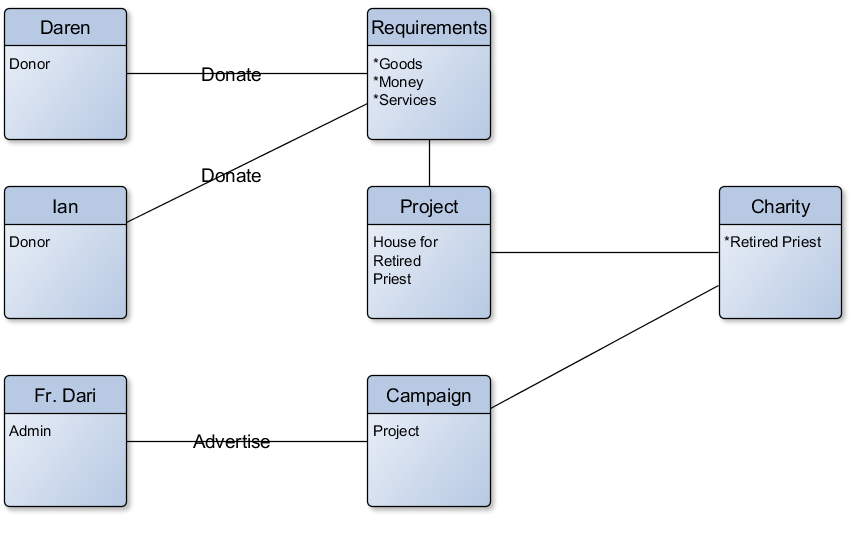 Daren
Donor
Donate
Requirements
*Goods
*Money
*Services
Ian
Donor
Donate
Project
House for
Retired
Priest
Charity
*Retired Priest
Fr. Dari
Admin
Advertise
Campaign
Project